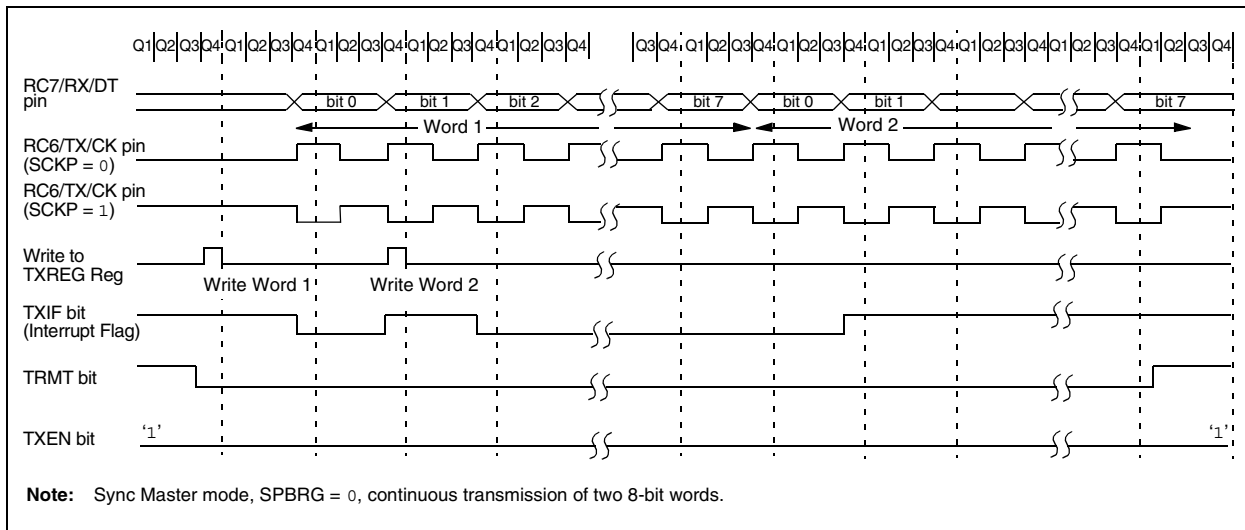 Q1 Q2 Q3 Q4 Q1 Q2 Q3 Q4 Q1 Q2 Q3 Q4 Q1 Q2 Q3 Q4 Q1 Q2 Q3 Q4 Q3 Q4 Q1 Q2 Q3 Q4 Q1 Q2 Q3 Q4 Q1 Q2 Q3 Q4 Q1 Q2 Q3 Q4 Q1 Q2 Q3 Q4 Q1 Q2 Q3 Q4
RC7/RX/DT
pin
bit 0 bit 1 bit 2 bit 7 bit 0 bit 1 bit 7
Word 1 Word 2
RC6/TX/CK pin
(SCKP = 0)
RC6/TX/CK pin
(SCKP = 1)
Write to
TXREG Reg
Write Word 1 Write Word 2
TXIF bit
(Interrupt Flag)
TRMT bit
TXEN bit
‘1’ ‘1’
Note: Sync Master mode, SPBRG = 0, continuous transmission of two 8-bit words.